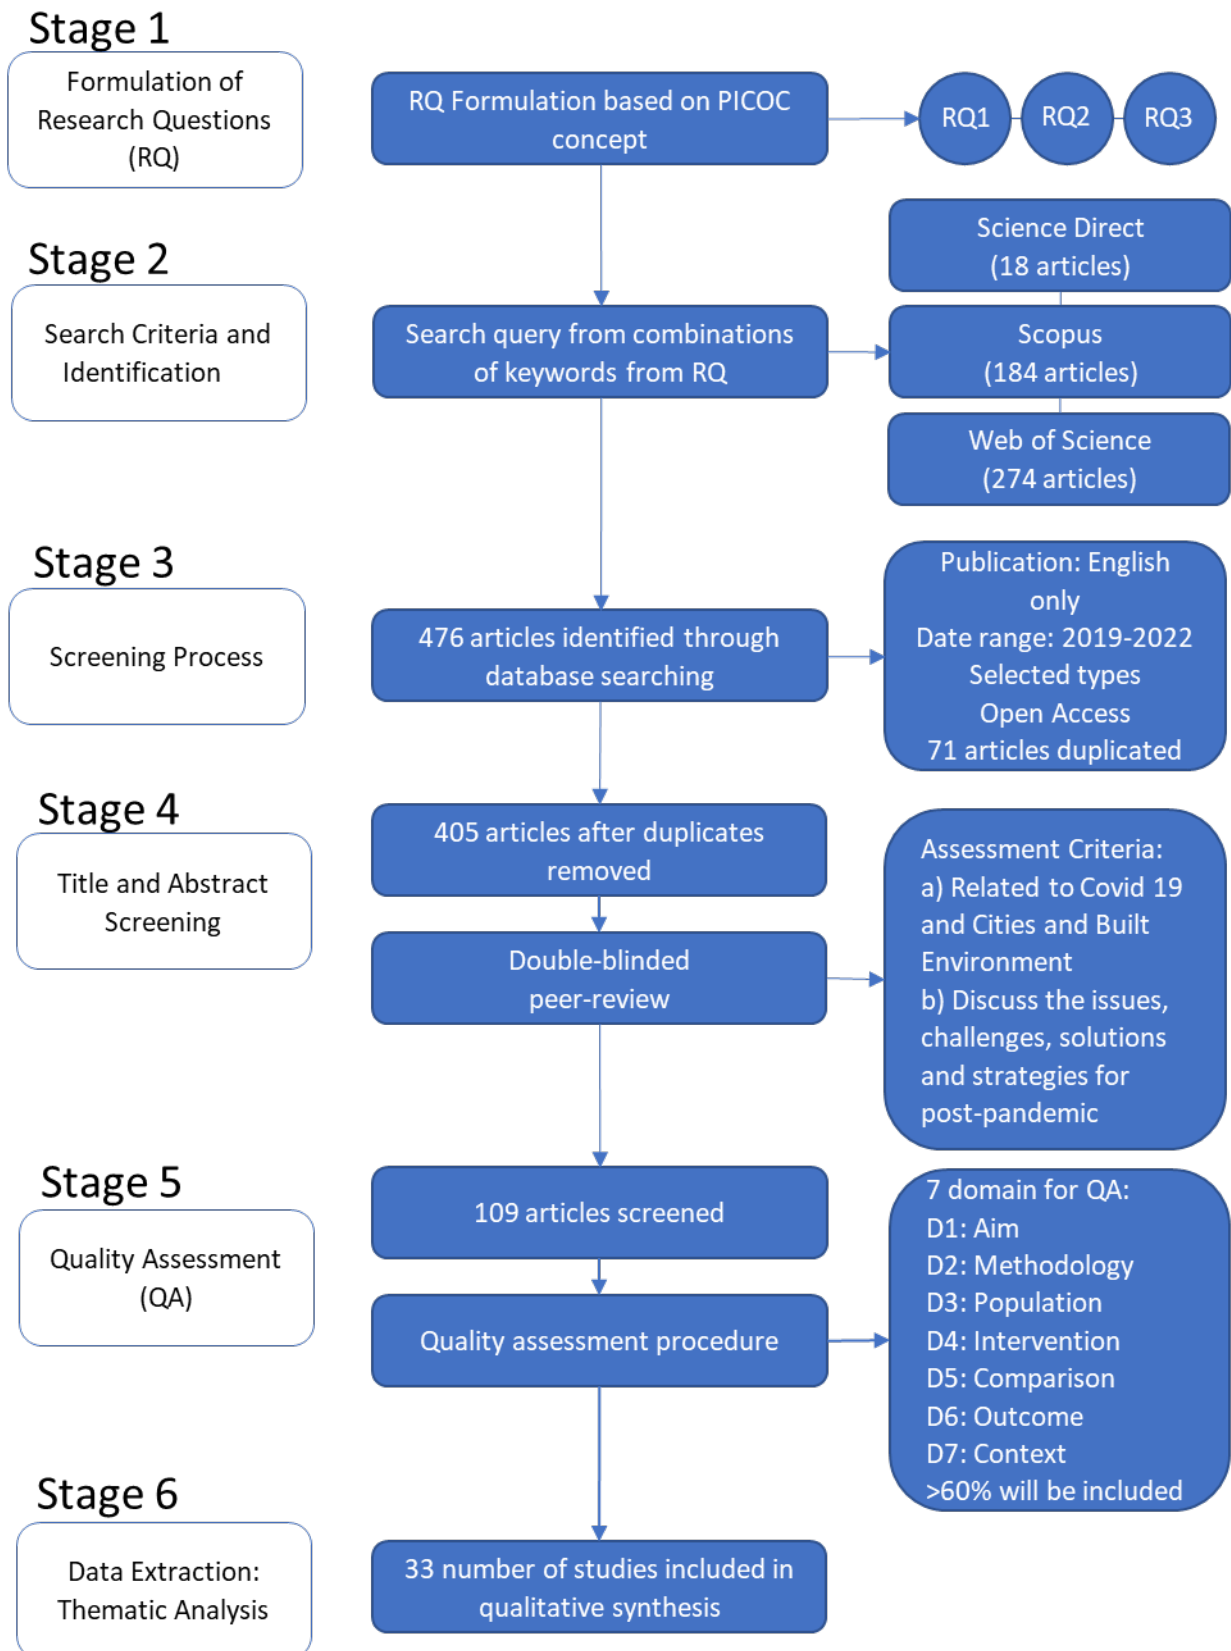 Stage 1
Formulation of
Research Questions
(RQ)
RQ Formulation based on PICOC
concept
RQ1
RQ2
RQ3
Stage 2
Search Criteria and
Identification
Search query from combinations
of keywords from RQ
Science Direct
(18 articles)
Scopus
(184 articles)
Web of Science
(274 articles)
Stage 3
Screening Process
476 articles identified through
database searching
Publication: English
only
Date range: 2019-2022
Selected types
Open Access
71 articles duplicated
Stage 4
Title and Abstract
Screening
405 articles after duplicates
removed
Double-blinded
peer-review
Assessment Criteria:
a) Related to Covid 19
and Cities and Built
Environment
b) Discuss the issues,
challenges, solutions
and strategies for
post-pandemic
Stage 5
Quality Assessment
(QA)
109 articles screened
Quality assessment procedure
7 domain for QA:
D1: Aim
D2: Methodology
D3: Population
D4: Intervention
D5: Comparison
D6: Outcome
D7: Context
>60% will be included
Stage 6
Data Extraction:
Thematic Analysis
33 number of studies included in
qualitative synthesis